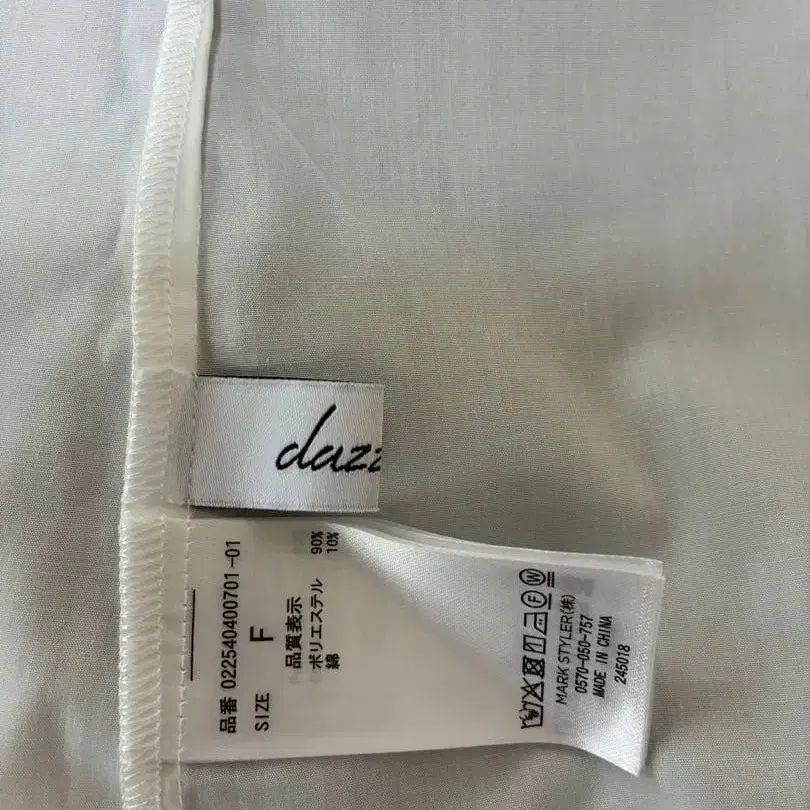 dazz
品番 022540400701-01
SIZE F
品質表示
ポリエステル 90%
綿 10%
MARK STYLER(株)
0570-050-757
MADE IN CHINA
245018